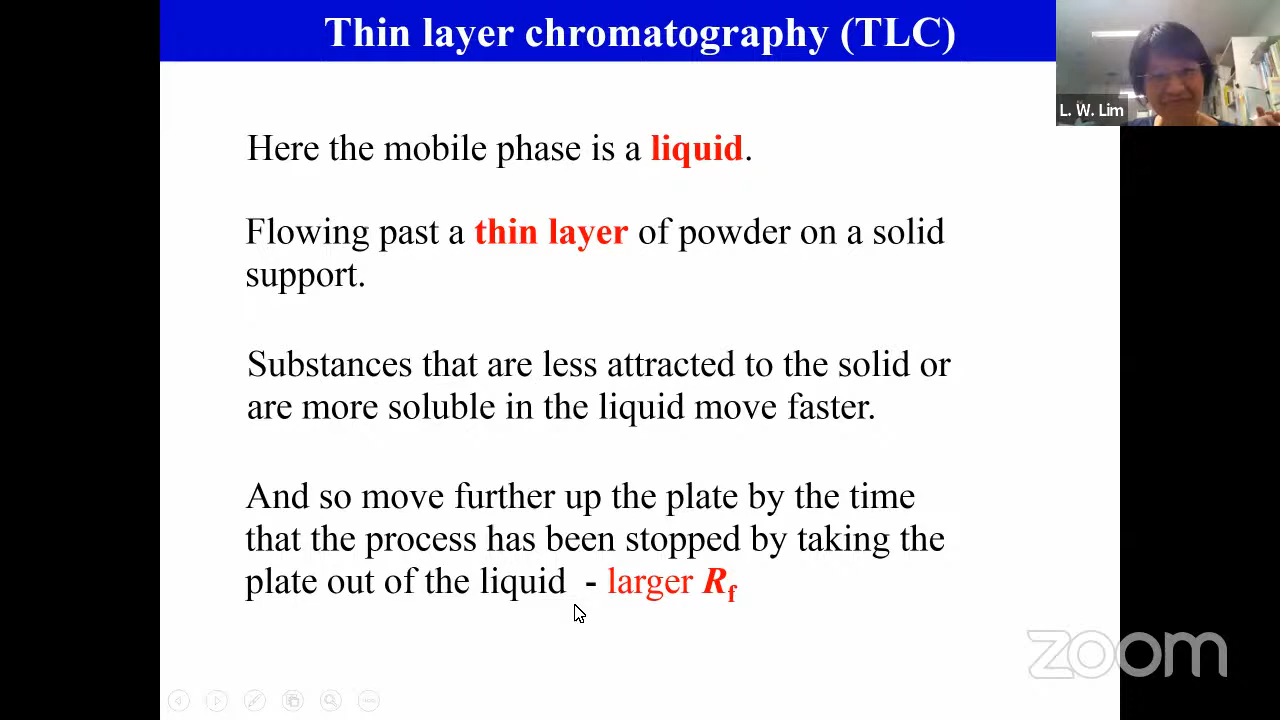 Thin layer chromatography (TLC)
L. W. Lim
Here the mobile phase is a liquid.
Flowing past a thin layer of powder on a solid
support.
Substances that are less attracted to the solid or
are more soluble in the liquid move faster.
And so move further up the plate by the time
that the process has been stopped by taking the
plate out of the liquid - larger Rf
zoom